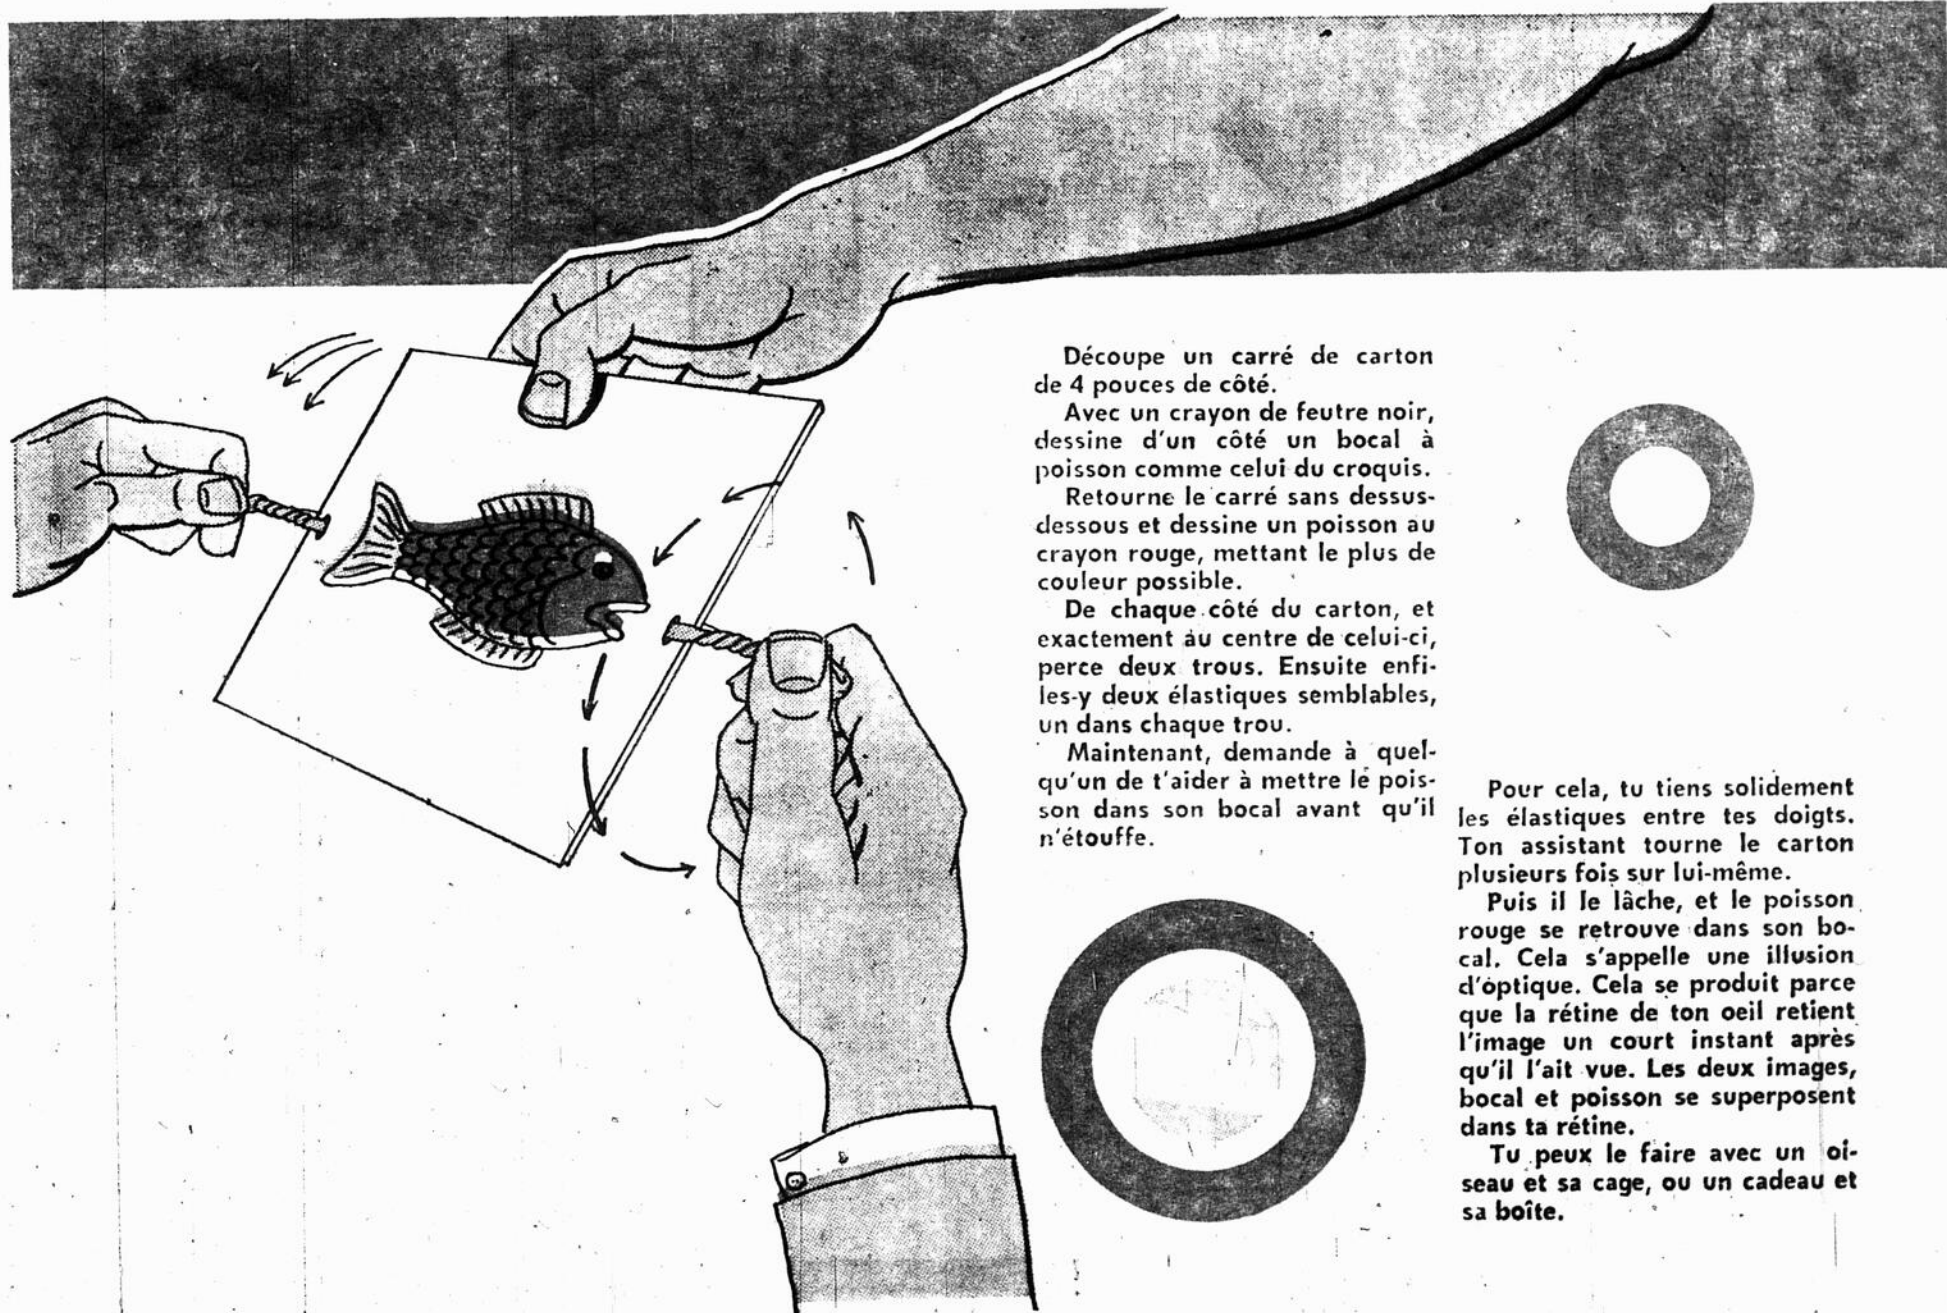 Découpe un carré de carton
de 4 pouces de côté.
Avec un crayon de feutre noir,
dessine d'un côté un bocal à
poisson comme celui du croquis.
Retourne le carré sans dessus-
dessous et dessine un poisson au
crayon rouge, mettant le plus de
couleur possible.
De chaque côté du carton, et
exactement au centre de celui-ci,
perce deux trous. Ensuite enfi-
les-y deux élastiques semblables,
un dans chaque trou.
Maintenant, demande à quel-
qu'un de t'aider à mettre le pois-
son dans son bocal avant qu'il
n'étouffe.
Pour cela, tu tiens solidement
les élastiques entre tes doigts.
Ton assistant tourne le carton
plusieurs fois sur lui-même.
Puis il le lâche, et le poisson
rouge se retrouve dans son bo-
cal. Cela s'appelle une illusion
d'optique. Cela se produit parce
que la rétine de ton oeil retient
l'image un court instant après
qu'il l'ait vue. Les deux images,
bocal et poisson se superposent
dans ta rétine.
Tu peux le faire avec un oi-
seau et sa cage, ou un cadeau et
sa boîte.